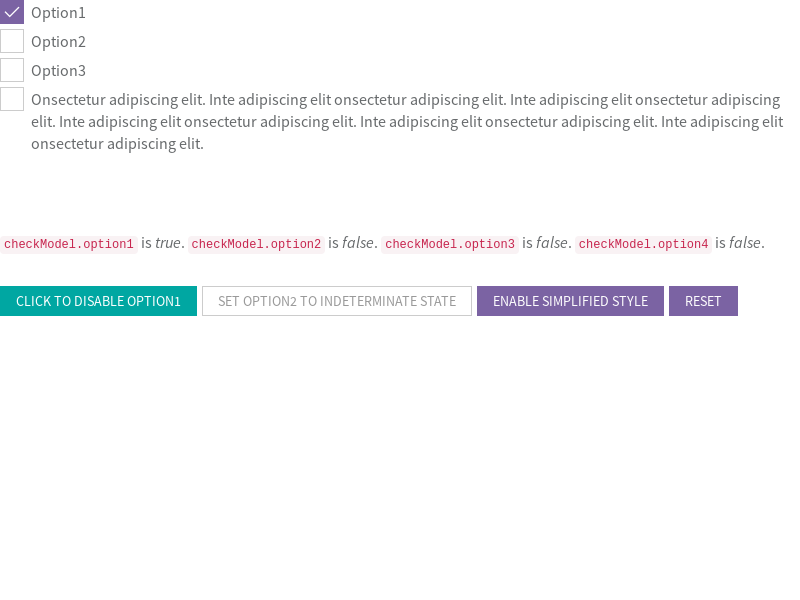 Option1
Option2
Option3
Onsectetur adipiscing elit. Inte adipiscing elit onsectetur adipiscing elit. Inte adipiscing elit onsectetur adipiscing
elit. Inte adipiscing elit onsectetur adipiscing elit. Inte adipiscing elit onsectetur adipiscing elit. Inte adipiscing elit
onsectetur adipiscing elit.
checkModel.option1 is true. checkModel.option2 is false. checkModel.option3 is false. checkModel.option4 is false.
CLICK TO DISABLE OPTION1 SET OPTION2 TO INDETERMINATE STATE ENABLE SIMPLIFIED STYLE RESET